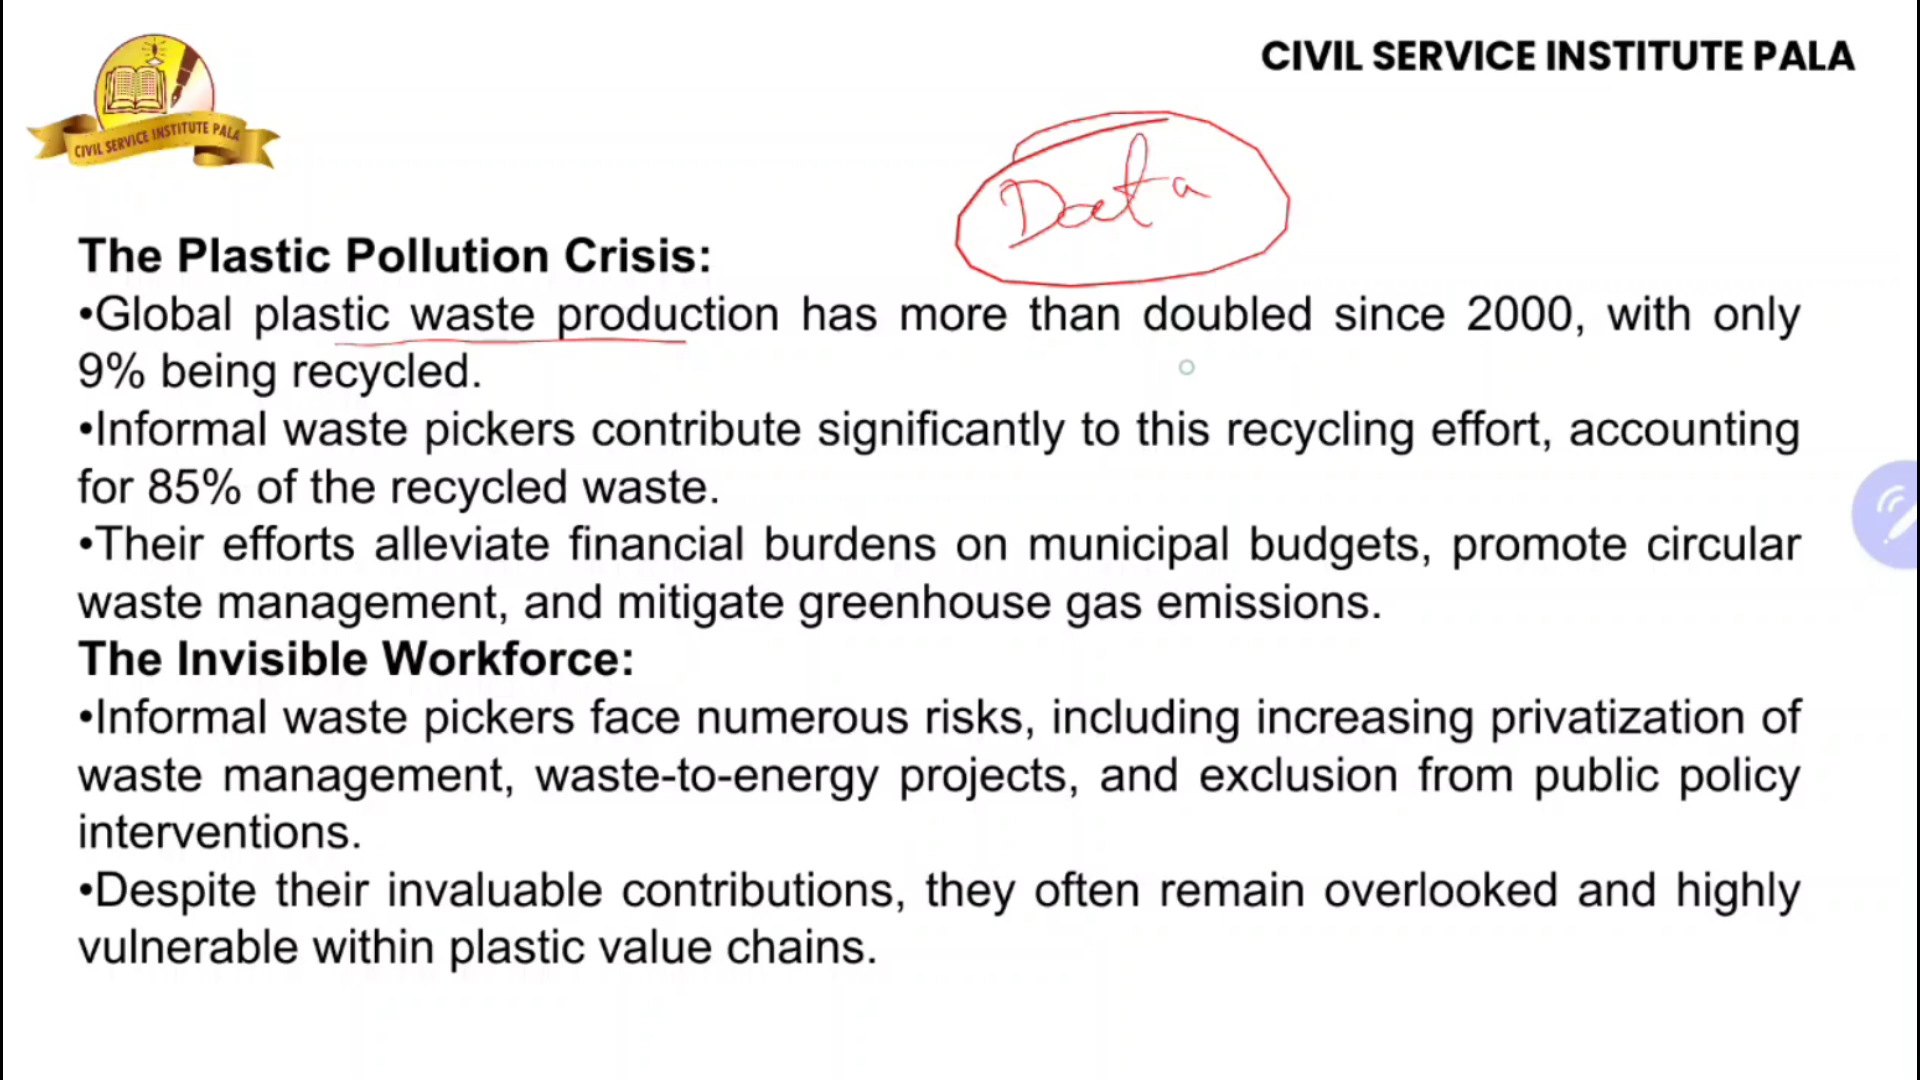 CIVIL SERVICE INSTITUTE PALA
CIVIL SERVICE INSTITUTE PALA
Data
The Plastic Pollution Crisis:
•Global plastic waste production has more than doubled since 2000, with only
9% being recycled.
•Informal waste pickers contribute significantly to this recycling effort, accounting
for 85% of the recycled waste.
•Their efforts alleviate financial burdens on municipal budgets, promote circular
waste management, and mitigate greenhouse gas emissions.
The Invisible Workforce:
•Informal waste pickers face numerous risks, including increasing privatization of
waste management, waste-to-energy projects, and exclusion from public policy
interventions.
•Despite their invaluable contributions, they often remain overlooked and highly
vulnerable within plastic value chains.